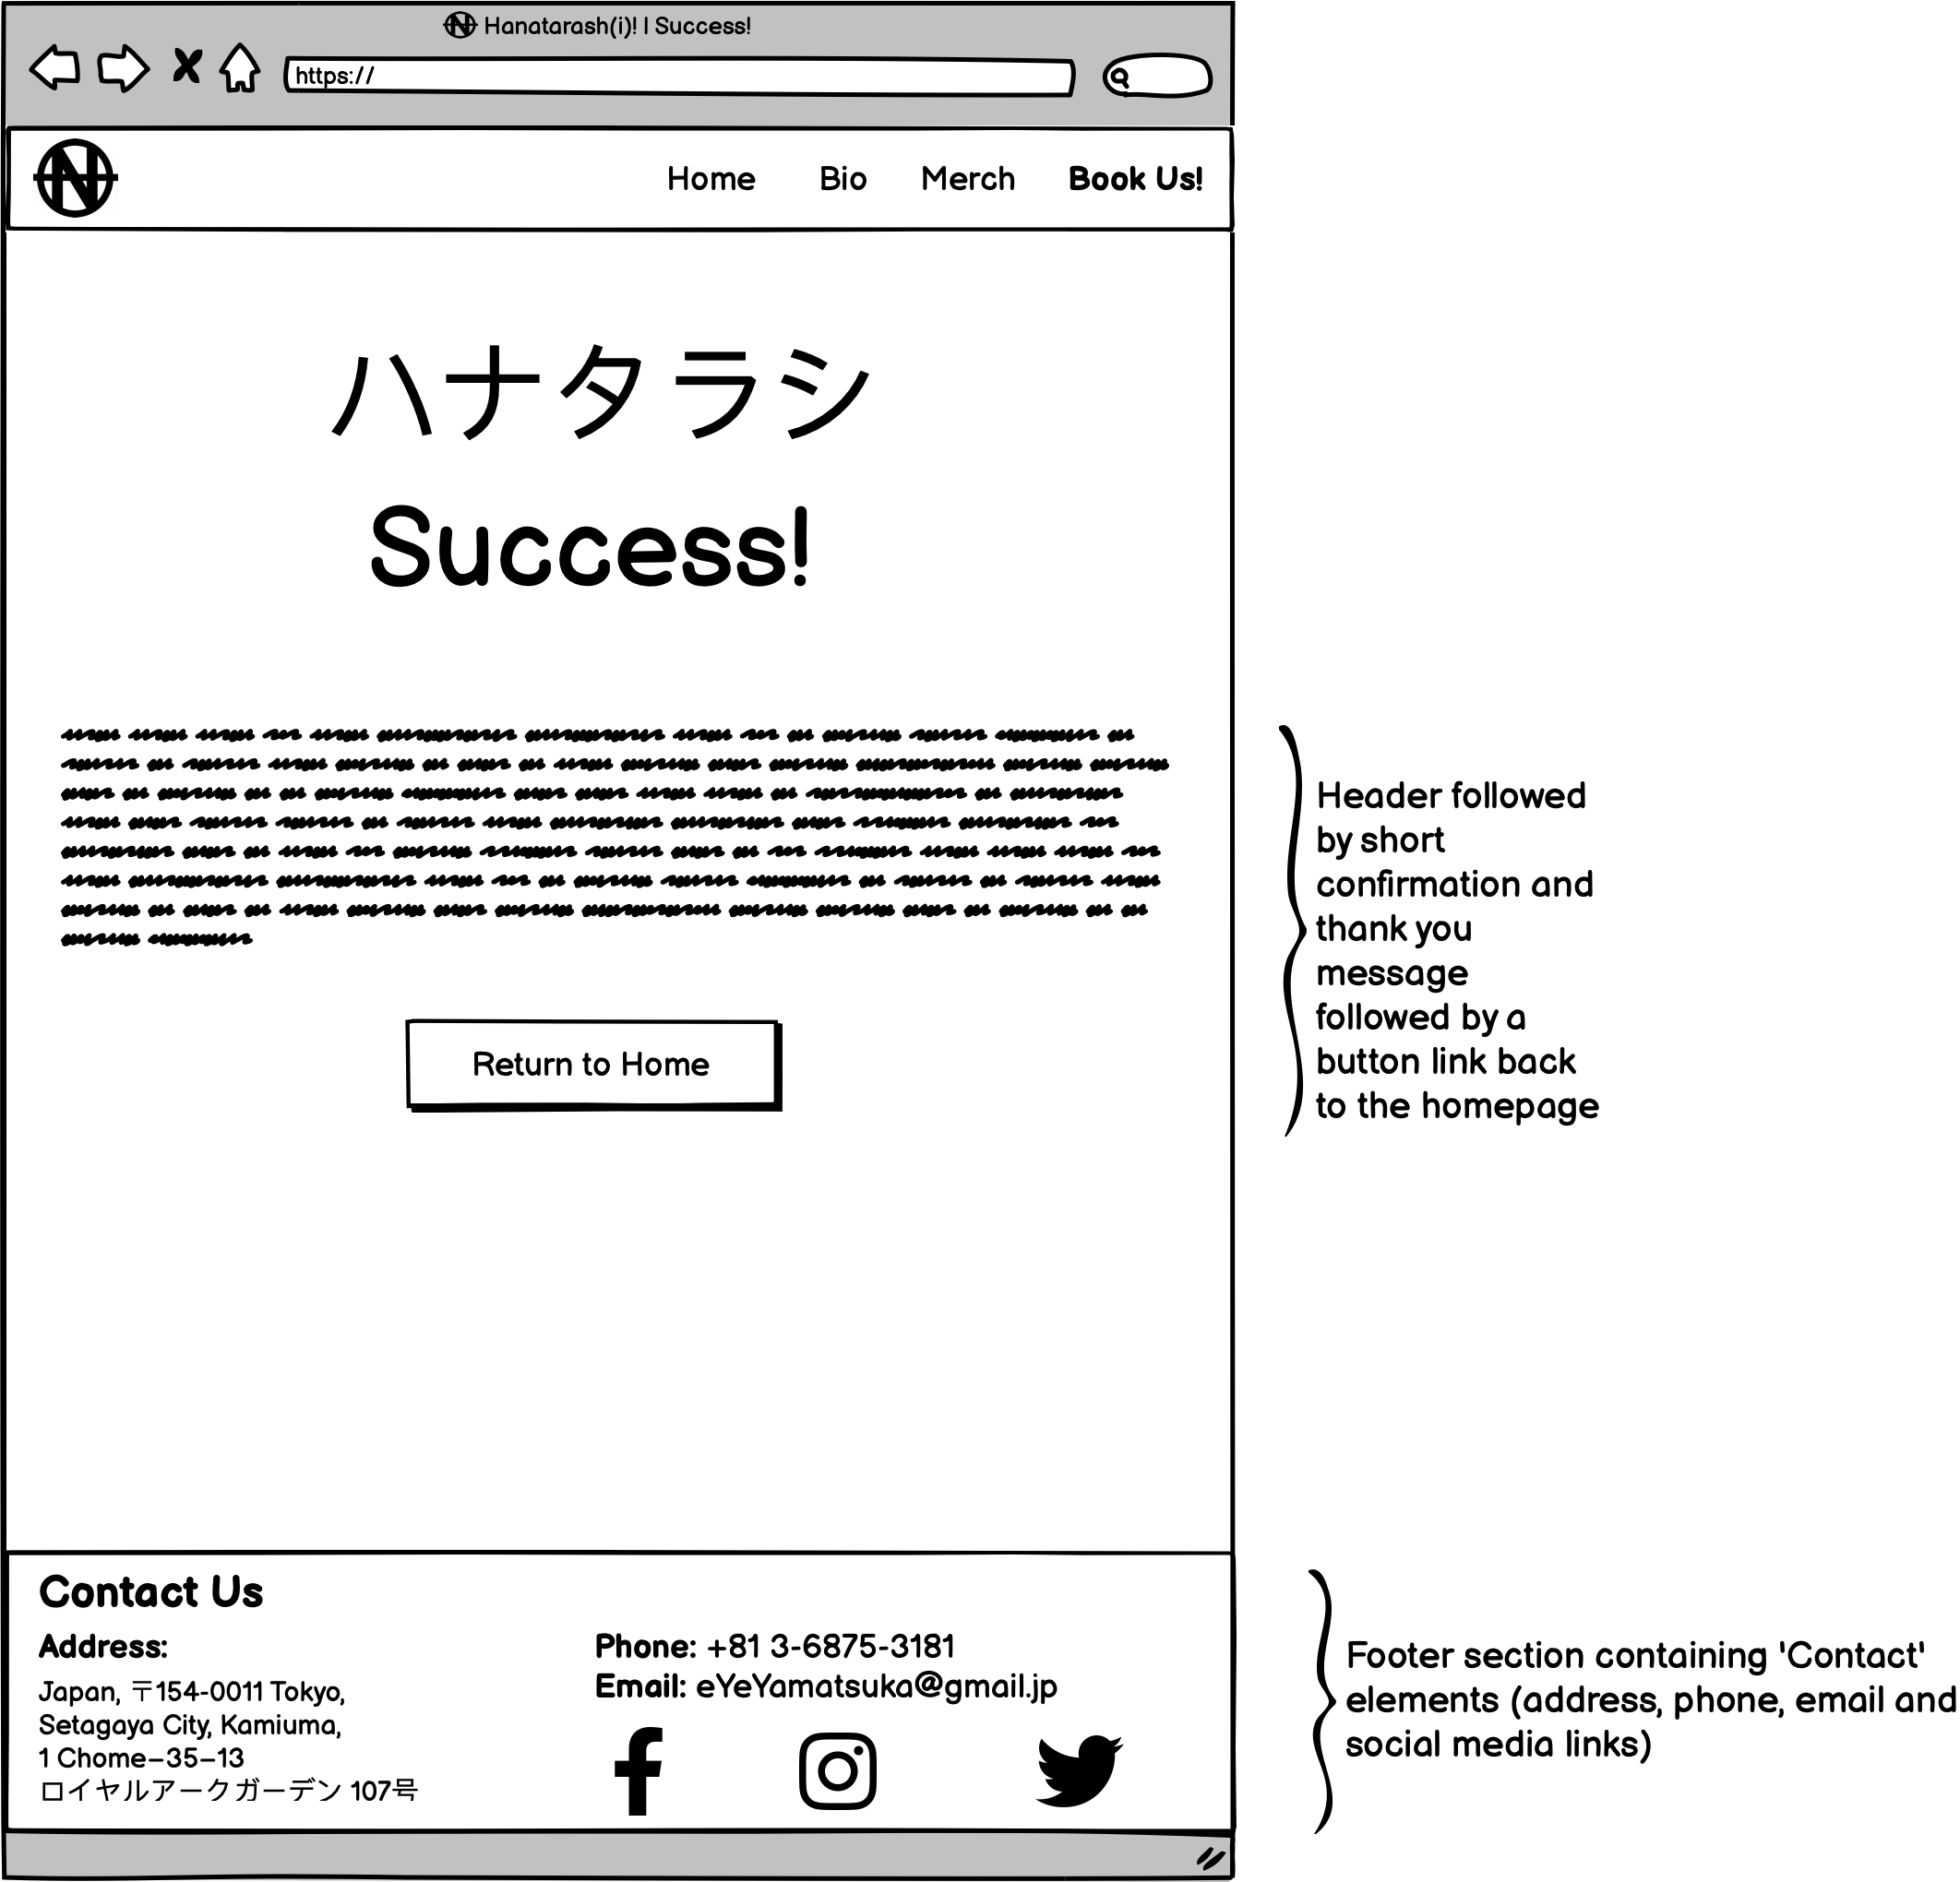 Hanatarash(i)! | Success!
https://
Home Bio Merch Book Us!
ハナタラシ
Success!
Header followed
by short
confirmation and
thank you
message
followed by a
button link back
to the homepage
Return to Home
Contact Us
Address:
Japan, 〒154-0011 Tokyo,
Setagaya City, Kamiuma,
1 Chome−35−13
ロイヤルアークガーデン 107号
Phone: +81 3-6875-3181
Email: eYeYamatsuka@gmail.jp
Footer section containing 'Contact'
elements (address, phone, email and
social media links)